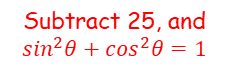 Subtract 25, and
sin²θ + cos²θ = 1